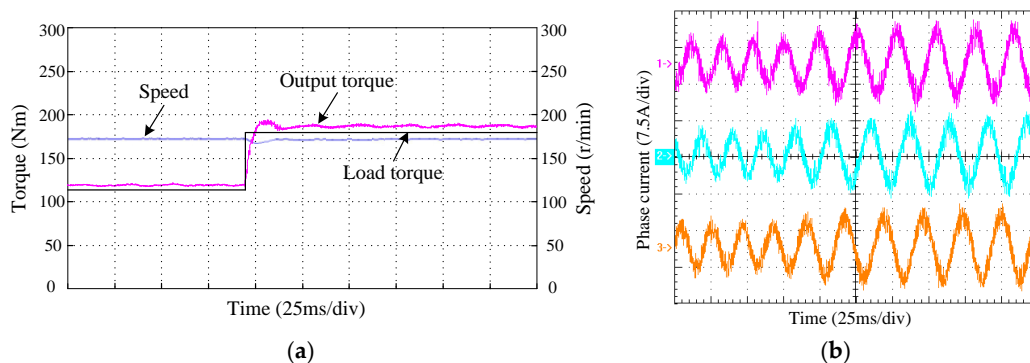 300
250
200
150
100
50
0
Torque (Nm)
Speed
Output torque
Load torque
300
250
200
150
100
50
0
Speed (r/min)
Time (25ms/div)
(a)
Phase current (7.5A/div)
1->
2->
3->
Time (25ms/div)
(b)